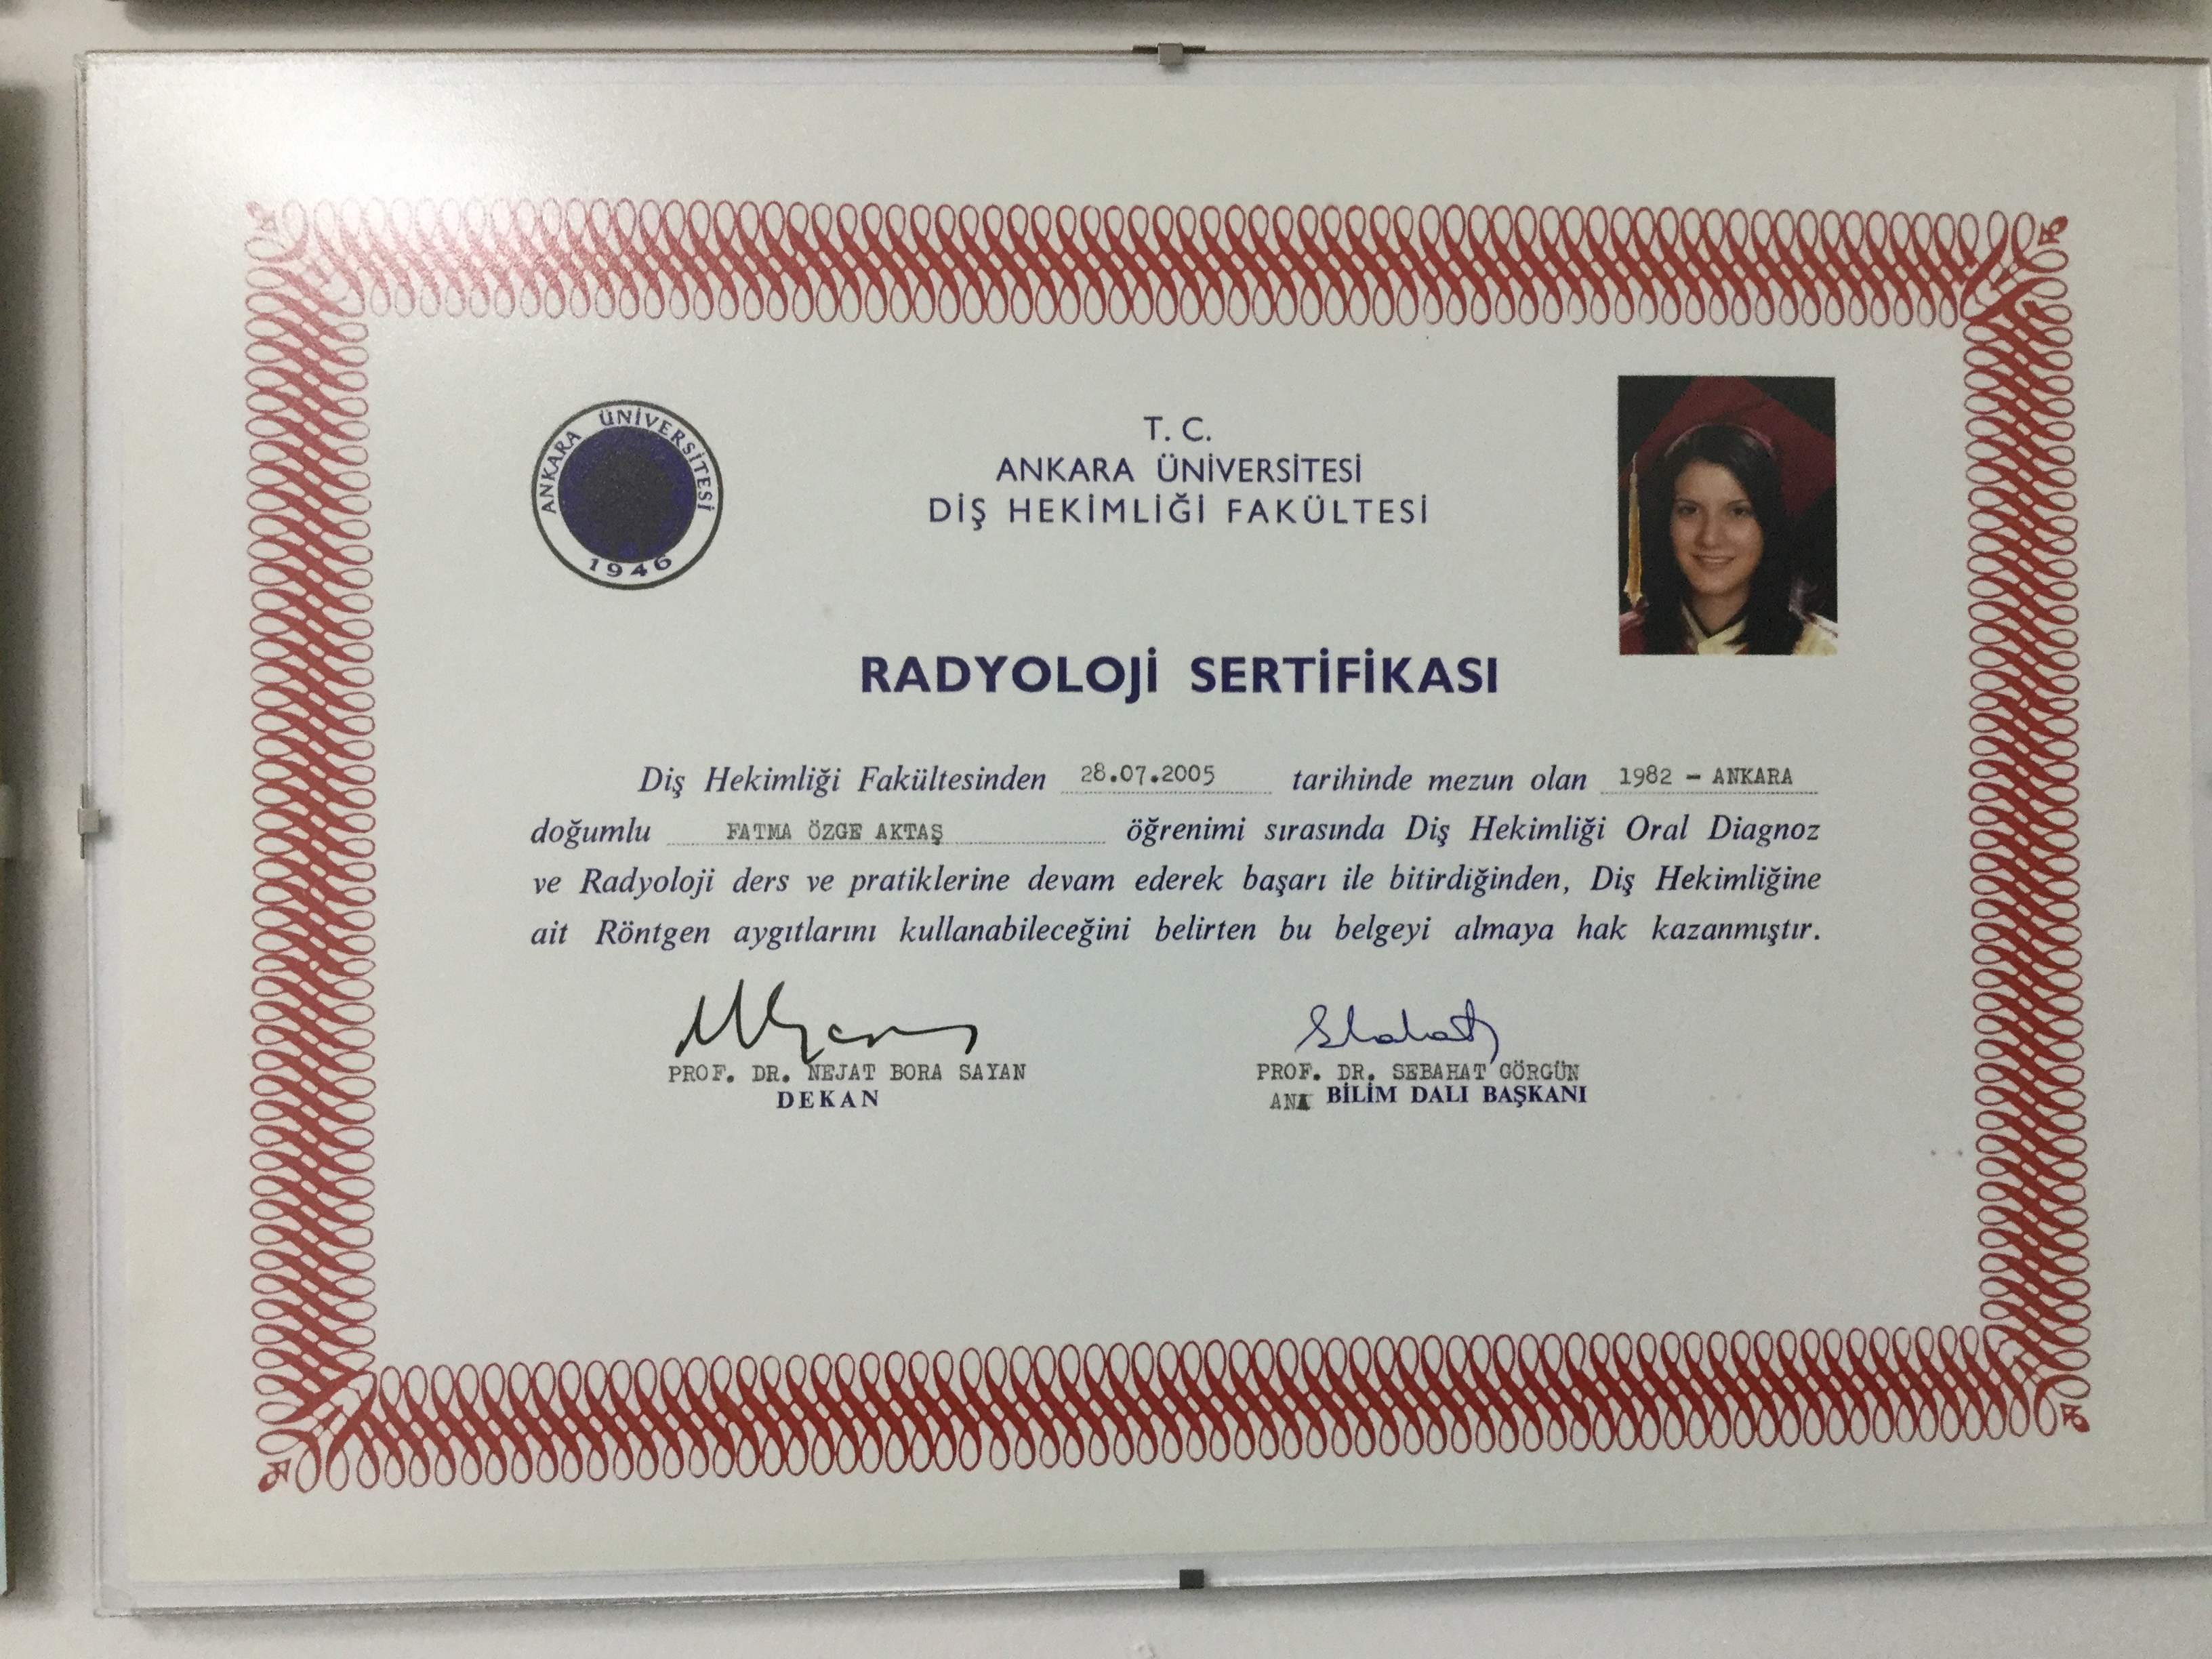 ANKARA ÜNİVERSİTESİ
1946
T. C.
ANKARA ÜNİVERSİTESİ
DİŞ HEKİMLİĞİ FAKÜLTESİ
RADYOLOJİ SERTİFİKASI
Diş Hekimliği Fakültesinden 28.07.2005 tarihinde mezun olan 1982 - ANKARA
doğumlu FATMA ÖZGE AKTAŞ öğrenimi sırasında Diş Hekimliği Oral Diagnoz
ve Radyoloji ders ve pratiklerine devam ederek başarı ile bitirdiğinden, Diş Hekimliğine
ait Röntgen aygıtlarını kullanabileceğini belirten bu belgeyi almaya hak kazanmıştır.
PROF. DR. NEJAT BORA SAYAN
DEKAN
PROF. DR. SEBAHAT GÖRGÜN
ANA BİLİM DALI BAŞKANI